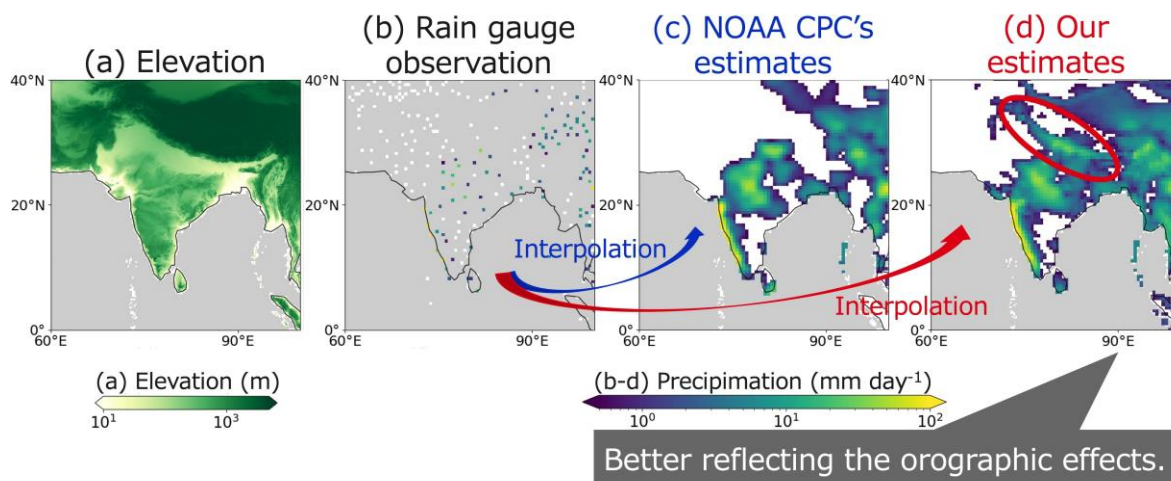 (a) Elevation
(b) Rain gauge
observation
(c) NOAA CPC's
estimates
(d) Our
estimates
40°N
20°N
0°
60°E
90°E
40°N
20°N
0°
60°E
90°E
40°N
20°N
0°
60°E
90°E
40°N
20°N
0°
60°E
90°E
Interpolation
Interpolation
(a) Elevation (m)
10¹
10³
(b-d) Precipimation (mm day⁻¹)
10⁰
10¹
10²
Better reflecting the orographic effects.